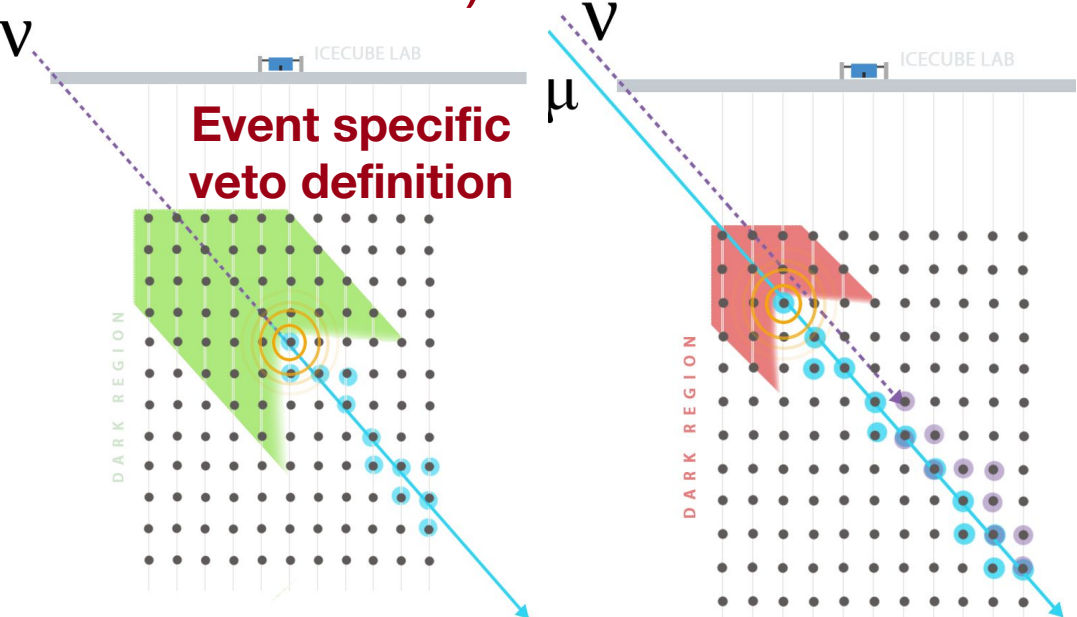 ν
ICECUBE LAB
Event specific
veto definition
DARK REGION
ν
μ
ICECUBE LAB
DARK REGION